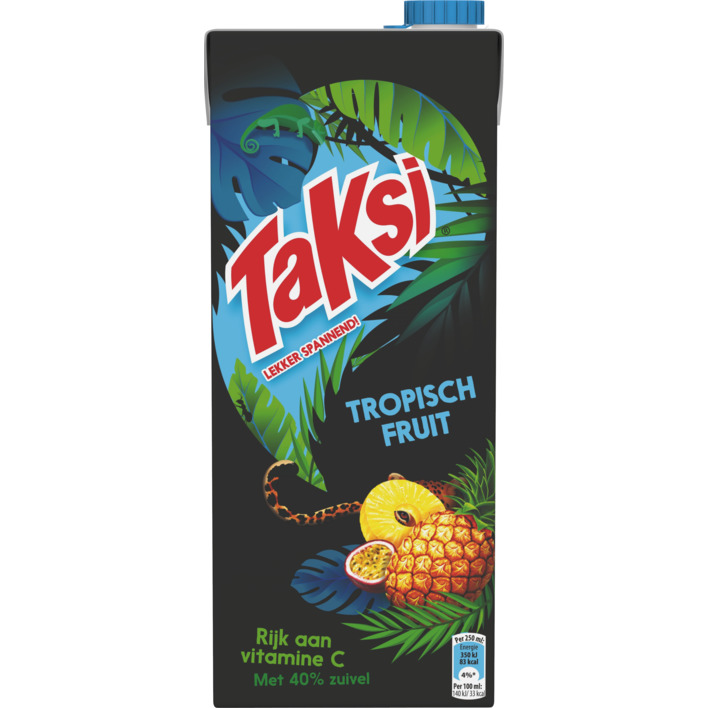 TaKsi
®
LEKKER SPANNEND!
TROPISCH
FRUIT
Rijk aan
vitamine C
Met 40% zuivel
Per 250 ml:
Energie
350 kJ
83 kcal
4%*
Per 100 ml:
140 kJ/ 33 kcal